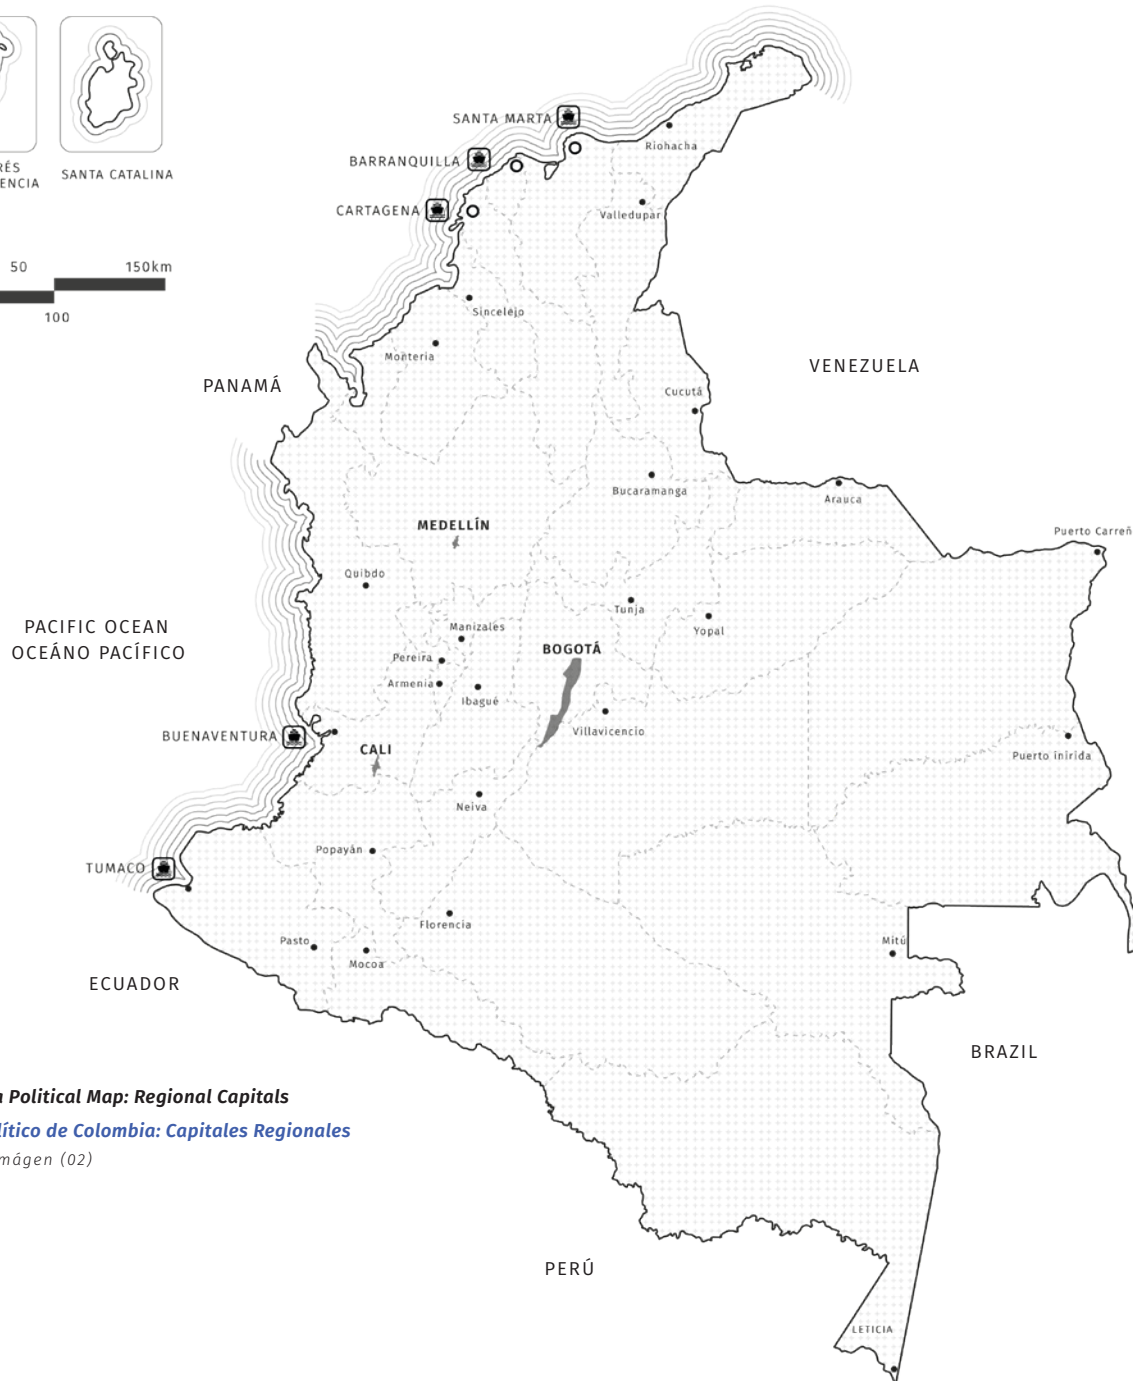 SANTA MARTA
BARRANQUILLA
Riohacha
RÉS
ENCIA
SANTA CATALINA
CARTAGENA
Valledupar
50
150km
100
Sincelejo
Monteria
VENEZUELA
PANAMÁ
Cucutá
Bucaramanga
Arauca
MEDELLÍN
Puerto Carreñ
Quibdo
Tunja
Yopal
PACIFIC OCEAN
OCEÁNO PACÍFICO
Manizales
BOGOTÁ
Pereira
Armenia
Ibagué
Villavicencio
BUENAVENTURA
CALI
Puerto inirida
Neiva
Popayán
TUMACO
Florencia
Pasto
Mocoa
Mitú
ECUADOR
BRAZIL
a Political Map: Regional Capitals
lítico de Colombia: Capitales Regionales
mágen (02)
PERÚ
LETICIA